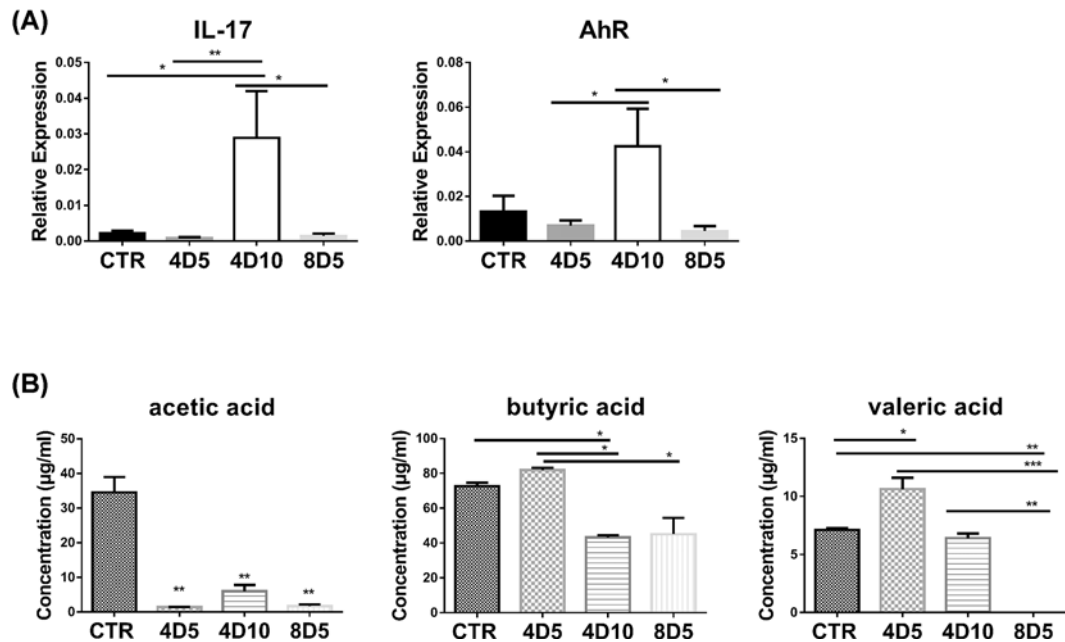 (A)
IL-17
Relative Expression
0.05
0.04
0.03
0.02
0.01
0.00
**
*
*
CTR 4D5 4D10 8D5
AhR
Relative Expression
0.08
0.06
0.04
0.02
0.00
*
*
CTR 4D5 4D10 8D5
(B)
acetic acid
Concentration (µg/ml)
40
30
20
10
0
** ** **
CTR 4D5 4D10 8D5
butyric acid
Concentration (µg/ml)
100
80
60
40
20
0
*
*
*
CTR 4D5 4D10 8D5
valeric acid
Concentration (µg/ml)
15
10
5
0
*
**
***
**
CTR 4D5 4D10 8D5